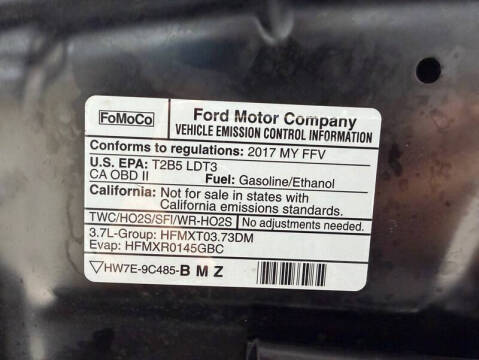 FoMoCo
Ford Motor Company
VEHICLE EMISSION CONTROL INFORMATION
Conforms to regulations: 2017 MY FFV
U.S. EPA: T2B5 LDT3
CA OBD II Fuel: Gasoline/Ethanol
California: Not for sale in states with
California emissions standards.
TWC/HO2S/SFI/WR-HO2S No adjustments needed.
3.7L-Group: HFMXT03.73DM
Evap: HFMXR0145GBC
HW7E-9C485-BMZ